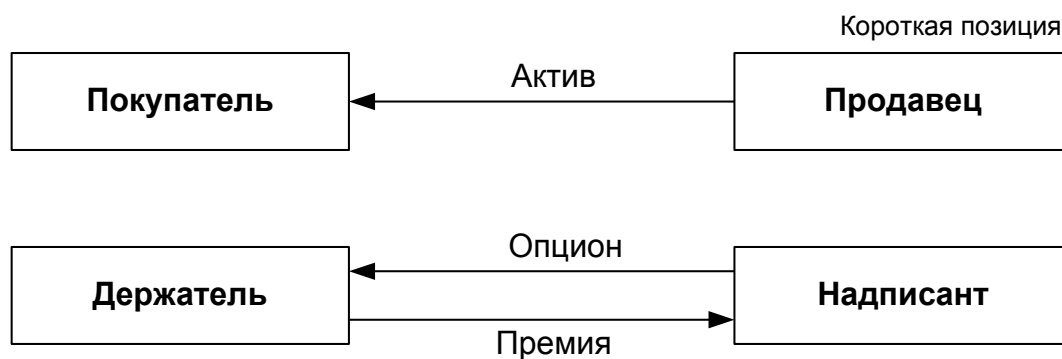 Короткая позиция
Актив
Покупатель
Продавец
Опцион
Держатель
Надписант
Премия